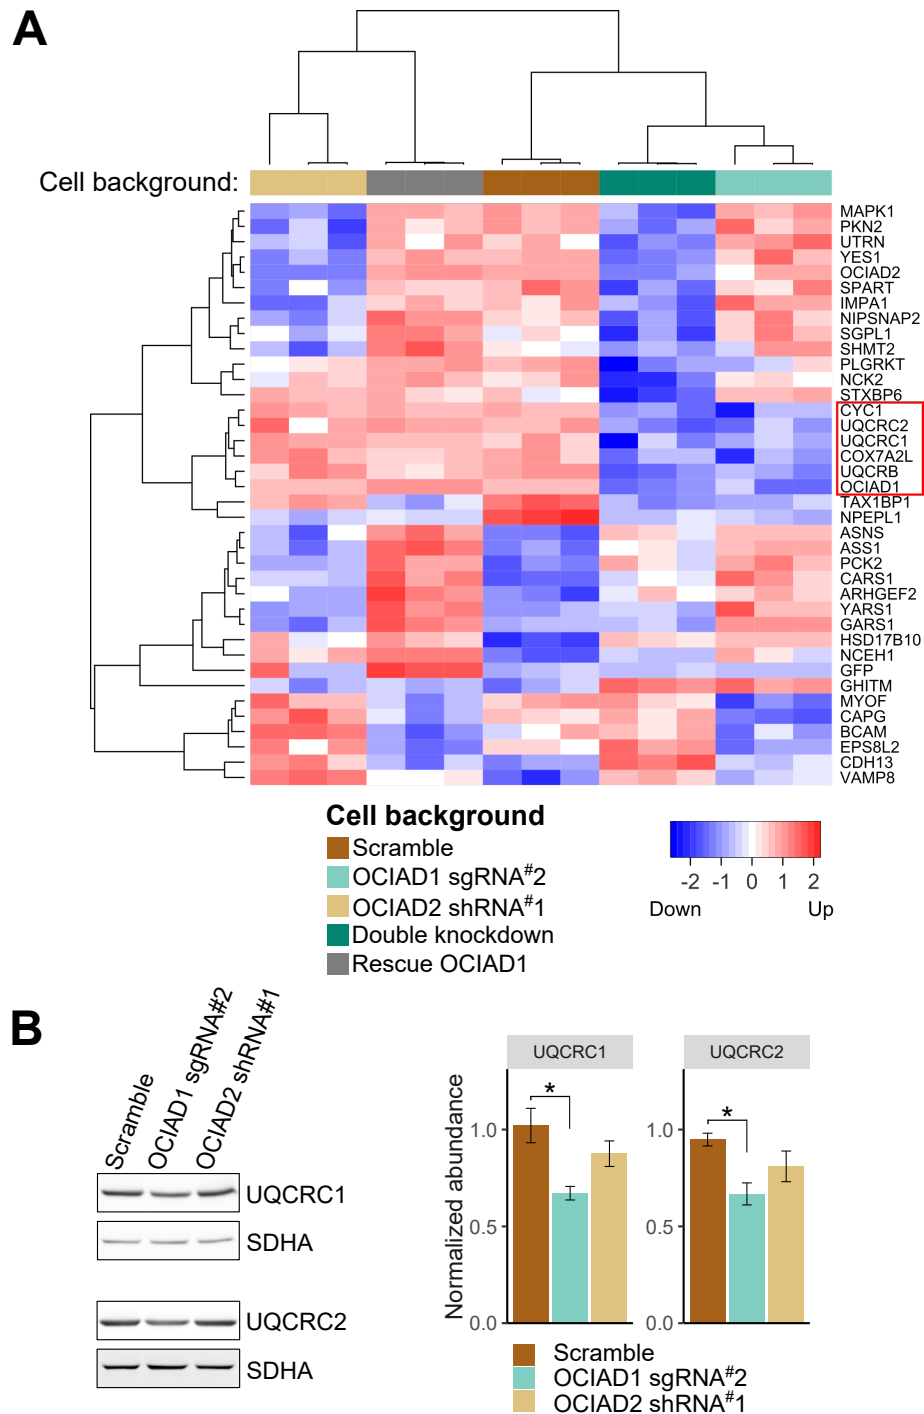 A
Cell background:
MAPK1
PKN2
UTRN
YES1
OCIAD2
SPART
IMPA1
NIPSNAP2
SGPL1
SHMT2
PLGRKT
NCK2
STXBP6
CYC1
UQCRC2
UQCRC1
COX7A2L
UQCRB
OCIAD1
TAX1BP1
NPEPL1
ASNS
ASS1
PCK2
CARS1
ARHGEF2
YARS1
GARS1
HSD17B10
NCEH1
GFP
GHITM
MYOF
CAPG
BCAM
EPS8L2
CDH13
VAMP8
Cell background
Scramble
OCIAD1 sgRNA#2
OCIAD2 shRNA#1
Double knockdown
Rescue OCIAD1
-2 -1 0 1 2
Down Up
B
Scramble
OCIAD1 sgRNA#2
OCIAD2 shRNA#1
UQCRC1
SDHA
UQCRC2
SDHA
Normalized abundance
UQCRC1
*
1.0
0.5
0.0
UQCRC2
*
1.0
0.5
0.0
Scramble
OCIAD1 sgRNA#2
OCIAD2 shRNA#1